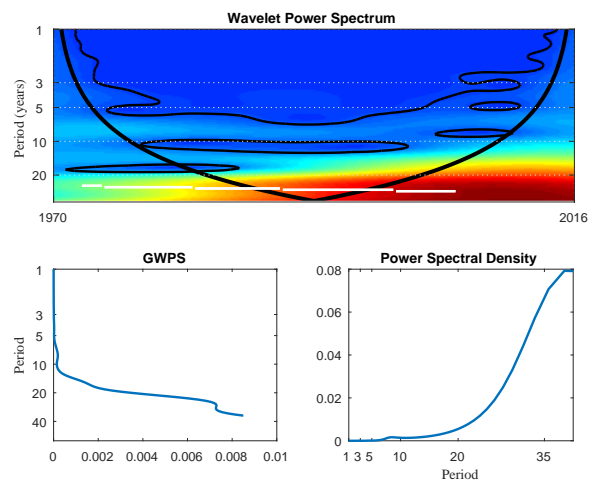 Wavelet Power Spectrum
Period (years)
1
3
5
10
20
1970 2016
GWPS
Period
1
3
5
10
20
40
0 0.002 0.004 0.006 0.008 0.01
Power Spectral Density
0.08
0.06
0.04
0.02
0
1 3 5 10 20 35
Period